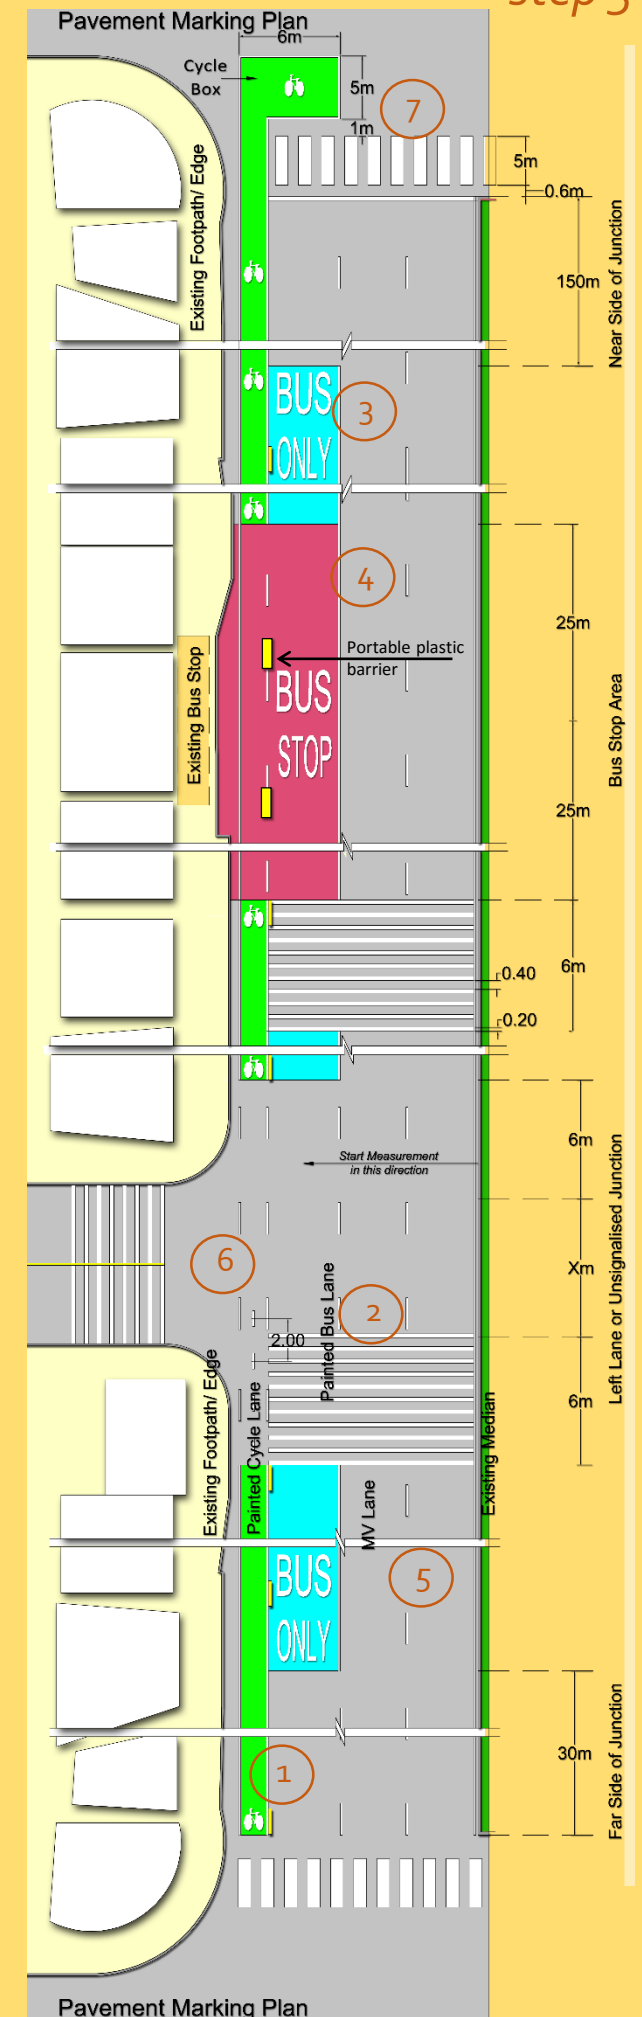 step 3
Pavement Marking Plan
6m
Cycle
Box
5m
7
1m
5m
0.6m
Existing Footpath/ Edge
150m
Near Side of Junction
BUS
ONLY
3
4
25m
Portable plastic
barrier
BUS
STOP
Existing Bus Stop
Bus Stop Area
25m
0.40
6m
0.20
6m
Start Measurement
in this direction
6
Xm
2
2.00
Painted Bus Lane
Left Lane or Unsignalised Junction
6m
Existing Footpath/ Edge
Painted Cycle Lane
Existing Median
MV Lane
5
BUS
ONLY
30m
Far Side of Junction
1
Pavement Marking Plan